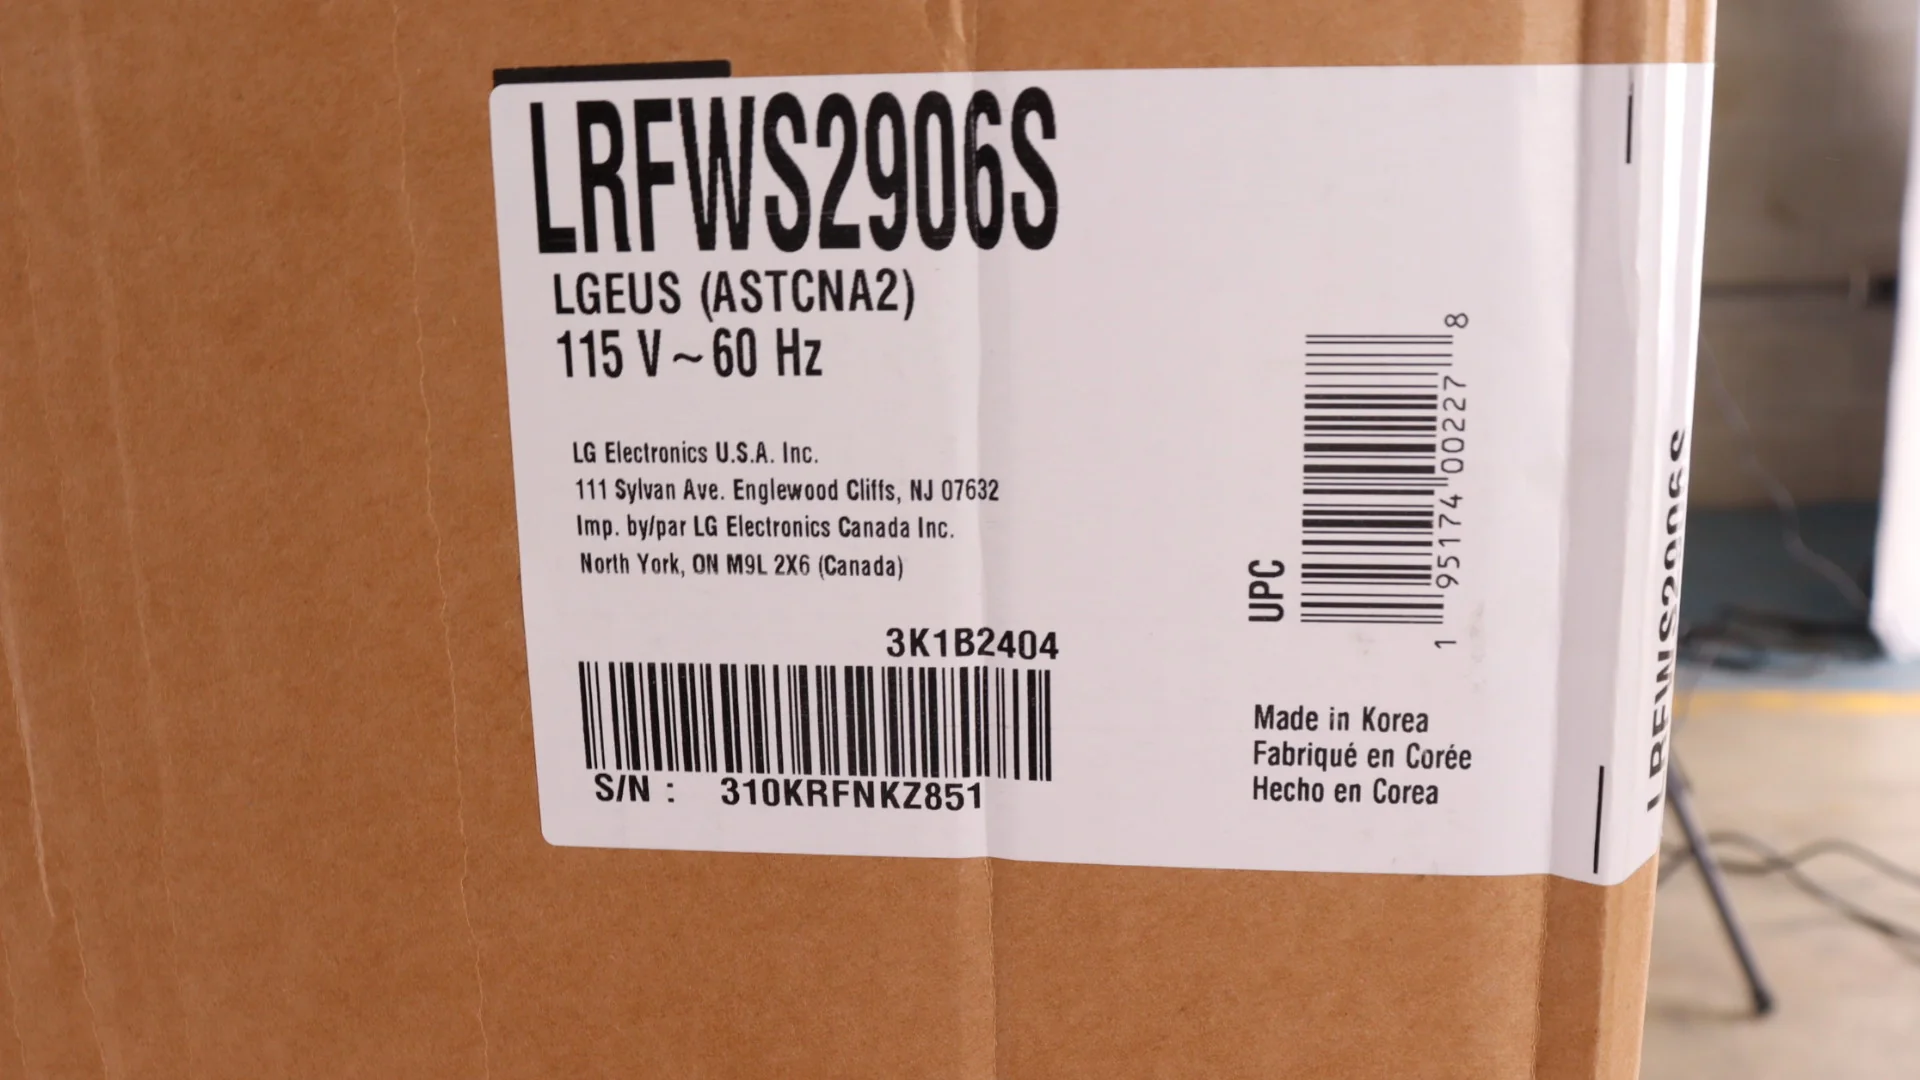 LRFWS2906S
LGEUS (ASTCNA2)
115 V ~ 60 Hz
LG Electronics U.S.A. Inc.
111 Sylvan Ave. Englewood Cliffs, NJ 07632
Imp. by/par LG Electronics Canada Inc.
North York, ON M9L 2X6 (Canada)
3K1B2404
S/N : 310KRFNKZ851
UPC
1 95174 00227 8
Made in Korea
Fabriqué en Corée
Hecho en Corea
LRFWS2906S